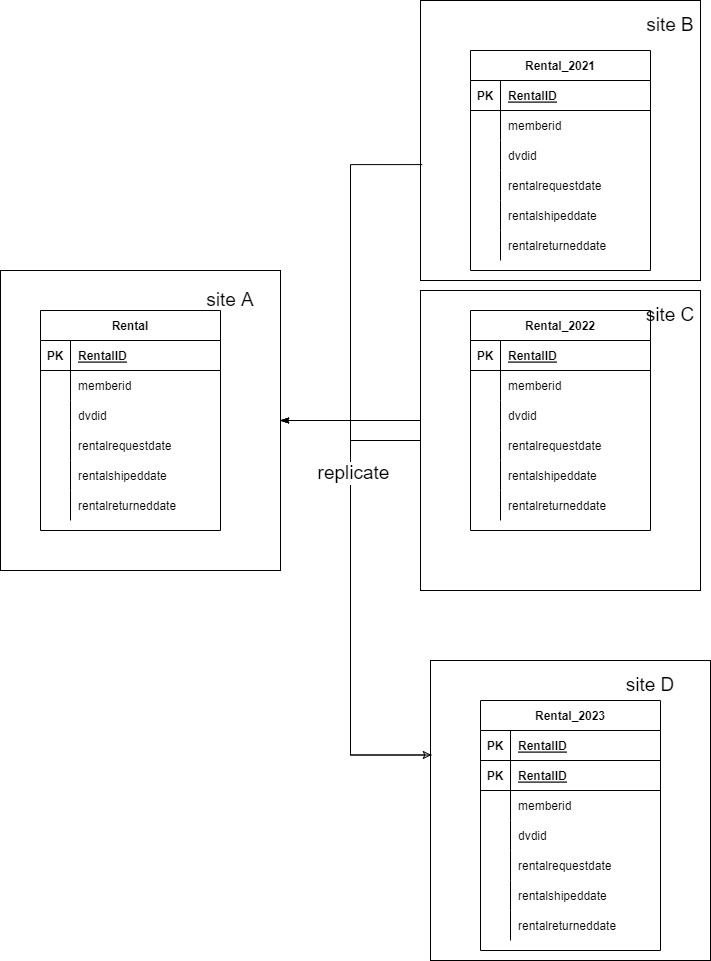 site B
Rental_2021
PK RentalID
memberid
dvdid
rentalrequestdate
rentalshipeddate
rentalreturneddate
site A
Rental
PK RentalID
memberid
dvdid
rentalrequestdate
rentalshipeddate
rentalreturneddate
site C
Rental_2022
PK RentalID
memberid
dvdid
rentalrequestdate
rentalshipeddate
rentalreturneddate
replicate
site D
Rental_2023
PK RentalID
PK RentalID
memberid
dvdid
rentalrequestdate
rentalshipeddate
rentalreturneddate